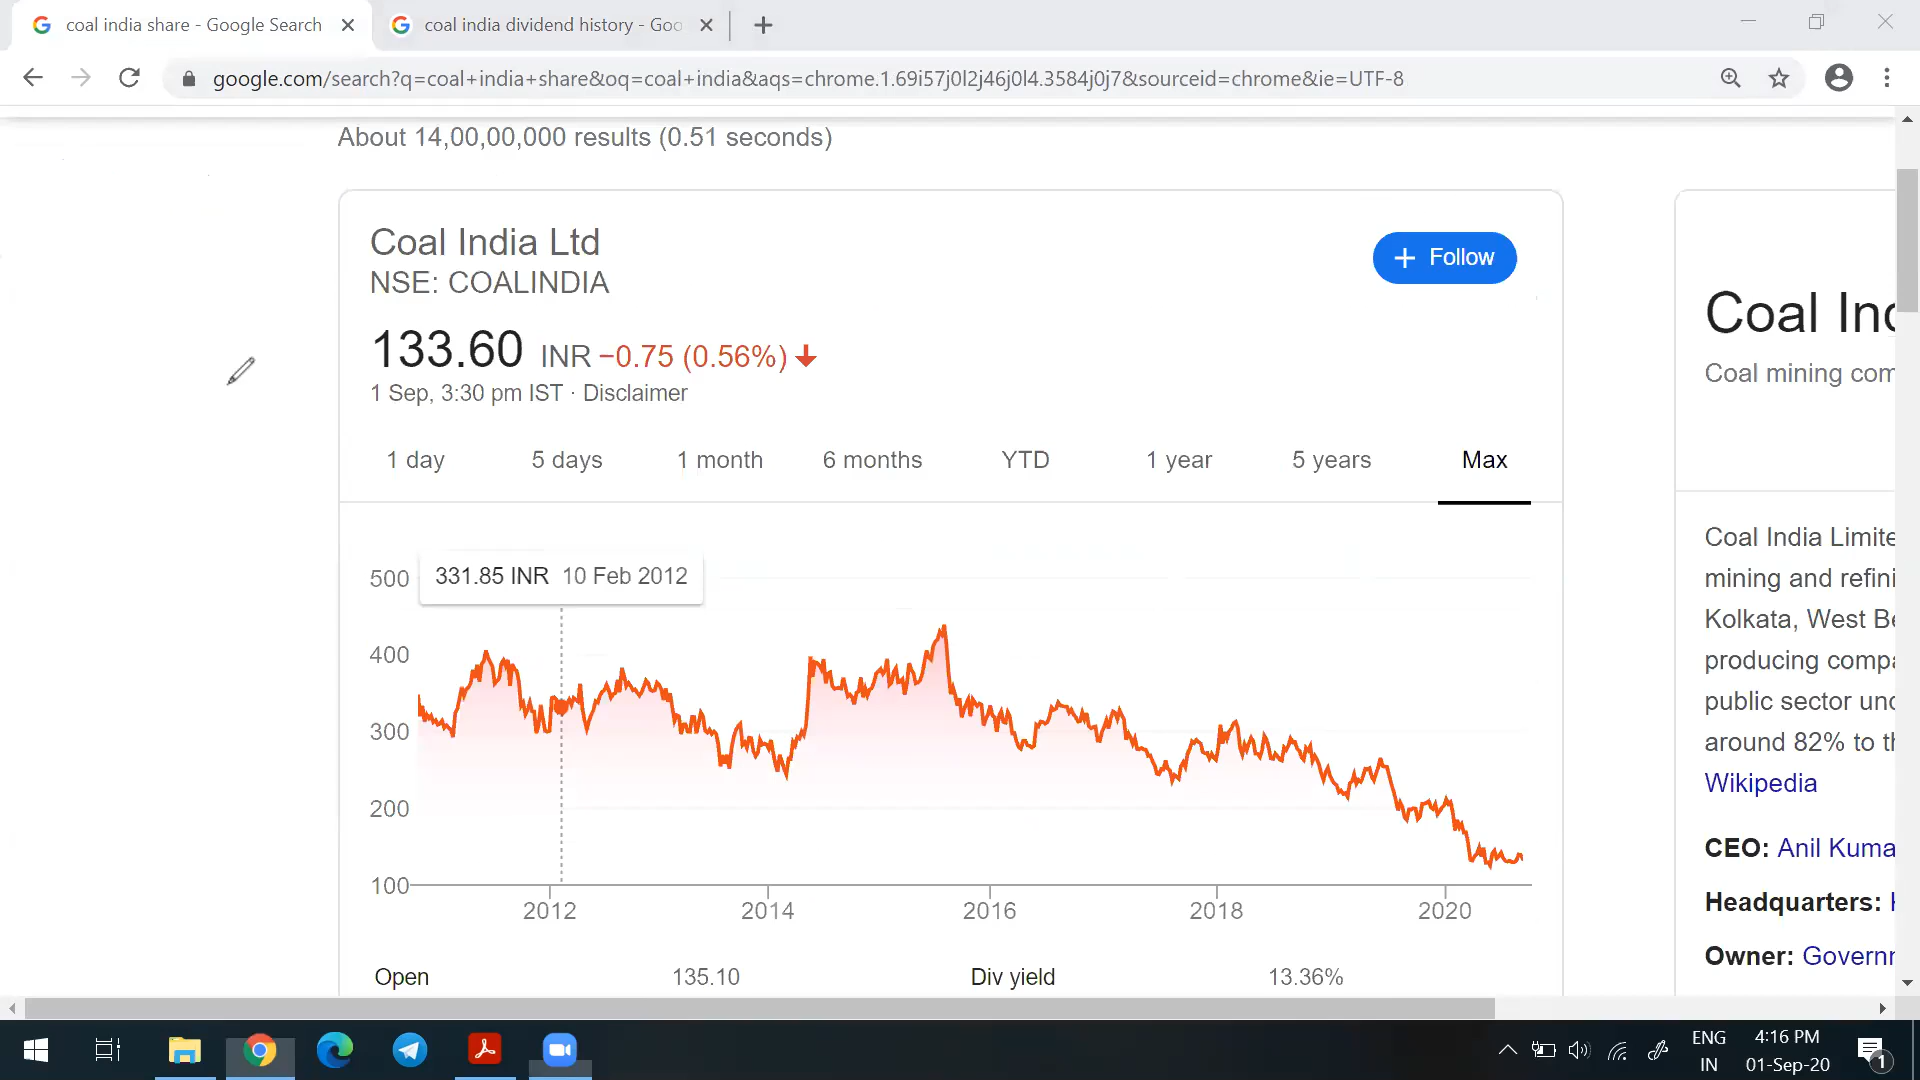 coal india share - Google Search
coal india dividend history - Goo
google.com/search?q=coal+india+share&oq=coal+india&aqs=chrome.1.69i57j0l2j46j0l4.3584j0j7&sourceid=chrome&ie=UTF-8
About 14,00,00,000 results (0.51 seconds)
Coal India Ltd
NSE: COALINDIA
Follow
133.60 INR −0.75 (0.56%)
1 Sep, 3:30 pm IST · Disclaimer
1 day 5 days 1 month 6 months YTD 1 year 5 years Max
331.85 INR 10 Feb 2012
500
400
300
200
100
2012 2014 2016 2018 2020
Open 135.10 Div yield 13.36%
Coal Inc
Coal mining com
Coal India Limite
mining and refini
Kolkata, West Be
producing compa
public sector und
around 82% to th
Wikipedia
CEO: Anil Kuma
Headquarters:
Owner: Governm
ENG
IN
4:16 PM
01-Sep-20
1